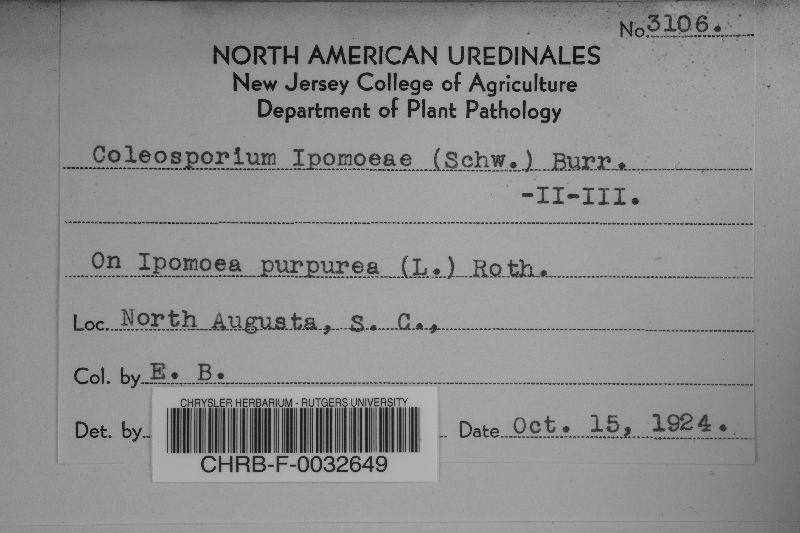 No. 3106.
NORTH AMERICAN UREDINALES
New Jersey College of Agriculture
Department of Plant Pathology
Coleosporium Ipomoeae (Schw.) Burr.
-II-III.
On Ipomoea purpurea (L.) Roth.
Loc. North Augusta, S. C.,
Col. by E. B.
Det. by
Date Oct. 15, 1924.
CHRYSLER HERBARIUM - RUTGERS UNIVERSITY
CHRB-F-0032649